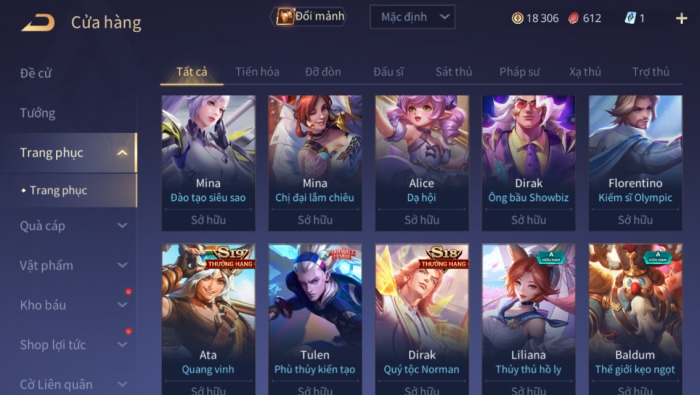 Cửa hàng
Đổi mảnh
Mặc định
18 306
612
1
Đề cử
Tướng
Trang phục
Trang phục
Quà cáp
Vật phẩm
Kho báu
Shop lợi tức
Cờ Liên quân
Tất cả
Tiến hóa
Đỡ đòn
Đấu sĩ
Sát thủ
Pháp sư
Xạ thủ
Trợ thủ
Mina
Đào tạo siêu sao
Sở hữu
Mina
Chị đại lắm chiêu
Sở hữu
Alice
Dạ hội
Sở hữu
Dirak
Ông bầu Showbiz
Sở hữu
Florentino
Kiếm sĩ Olympic
Sở hữu
S19
THƯỞNG HẠNG
Ata
Quang vinh
Sở hữu
Tulen
Phù thủy kiến tạo
Sở hữu
S18
THƯỞNG HẠNG
Dirak
Quý tộc Norman
Sở hữu
A
Liliana
Thủy thủ hồ ly
Sở hữu
A
Baldum
Thế giới kẹo ngọt
Sở hữu